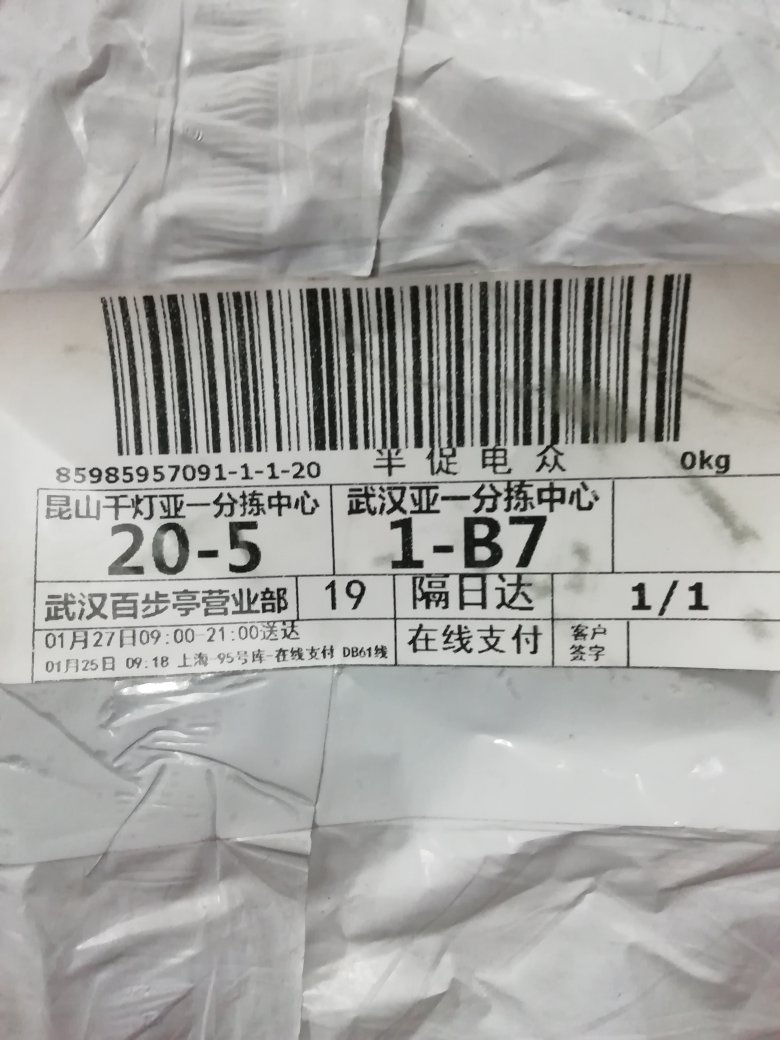 85985957091-1-1-20 半 促 电 众 0kg
昆山千灯亚一分拣中心 武汉亚一分拣中心
20-5 1-B7
武汉百步亭营业部 19 隔日达 1/1
01月27日09:00-21:00送达 在线支付 客户
签字
01月25日 09:18 上海-95号库-在线支付 DB61线